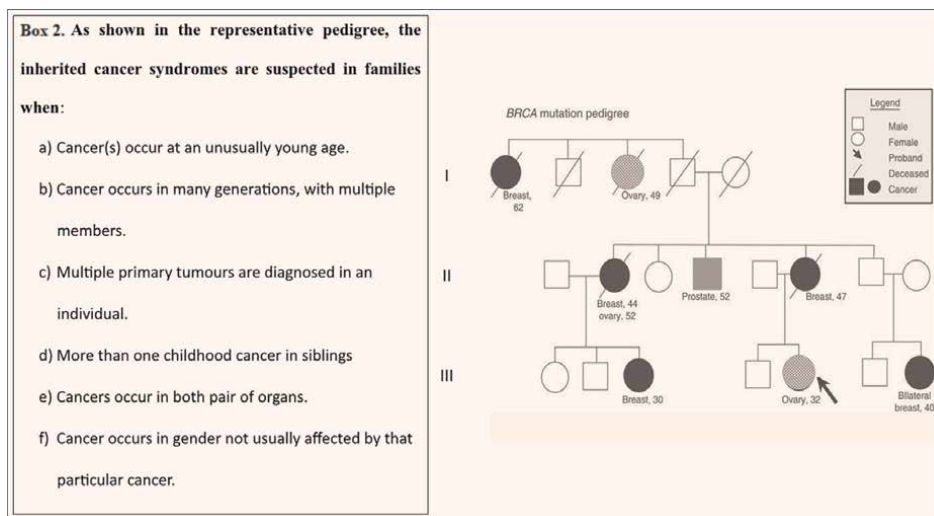 Box 2. As shown in the representative pedigree, the
inherited cancer syndromes are suspected in families
when:
a) Cancer(s) occur at an unusually young age.
b) Cancer occurs in many generations, with multiple
members.
c) Multiple primary tumours are diagnosed in an
individual.
d) More than one childhood cancer in siblings
e) Cancers occur in both pair of organs.
f) Cancer occurs in gender not usually affected by that
particular cancer.
BRCA mutation pedigree
Legend
Male
Female
Proband
Deceased
Cancer
I
Breast,
62
Ovary, 49
II
Breast, 44
ovary, 52
Prostate, 52
Breast, 47
III
Breast, 30
Ovary, 32
Bilateral
breast, 40